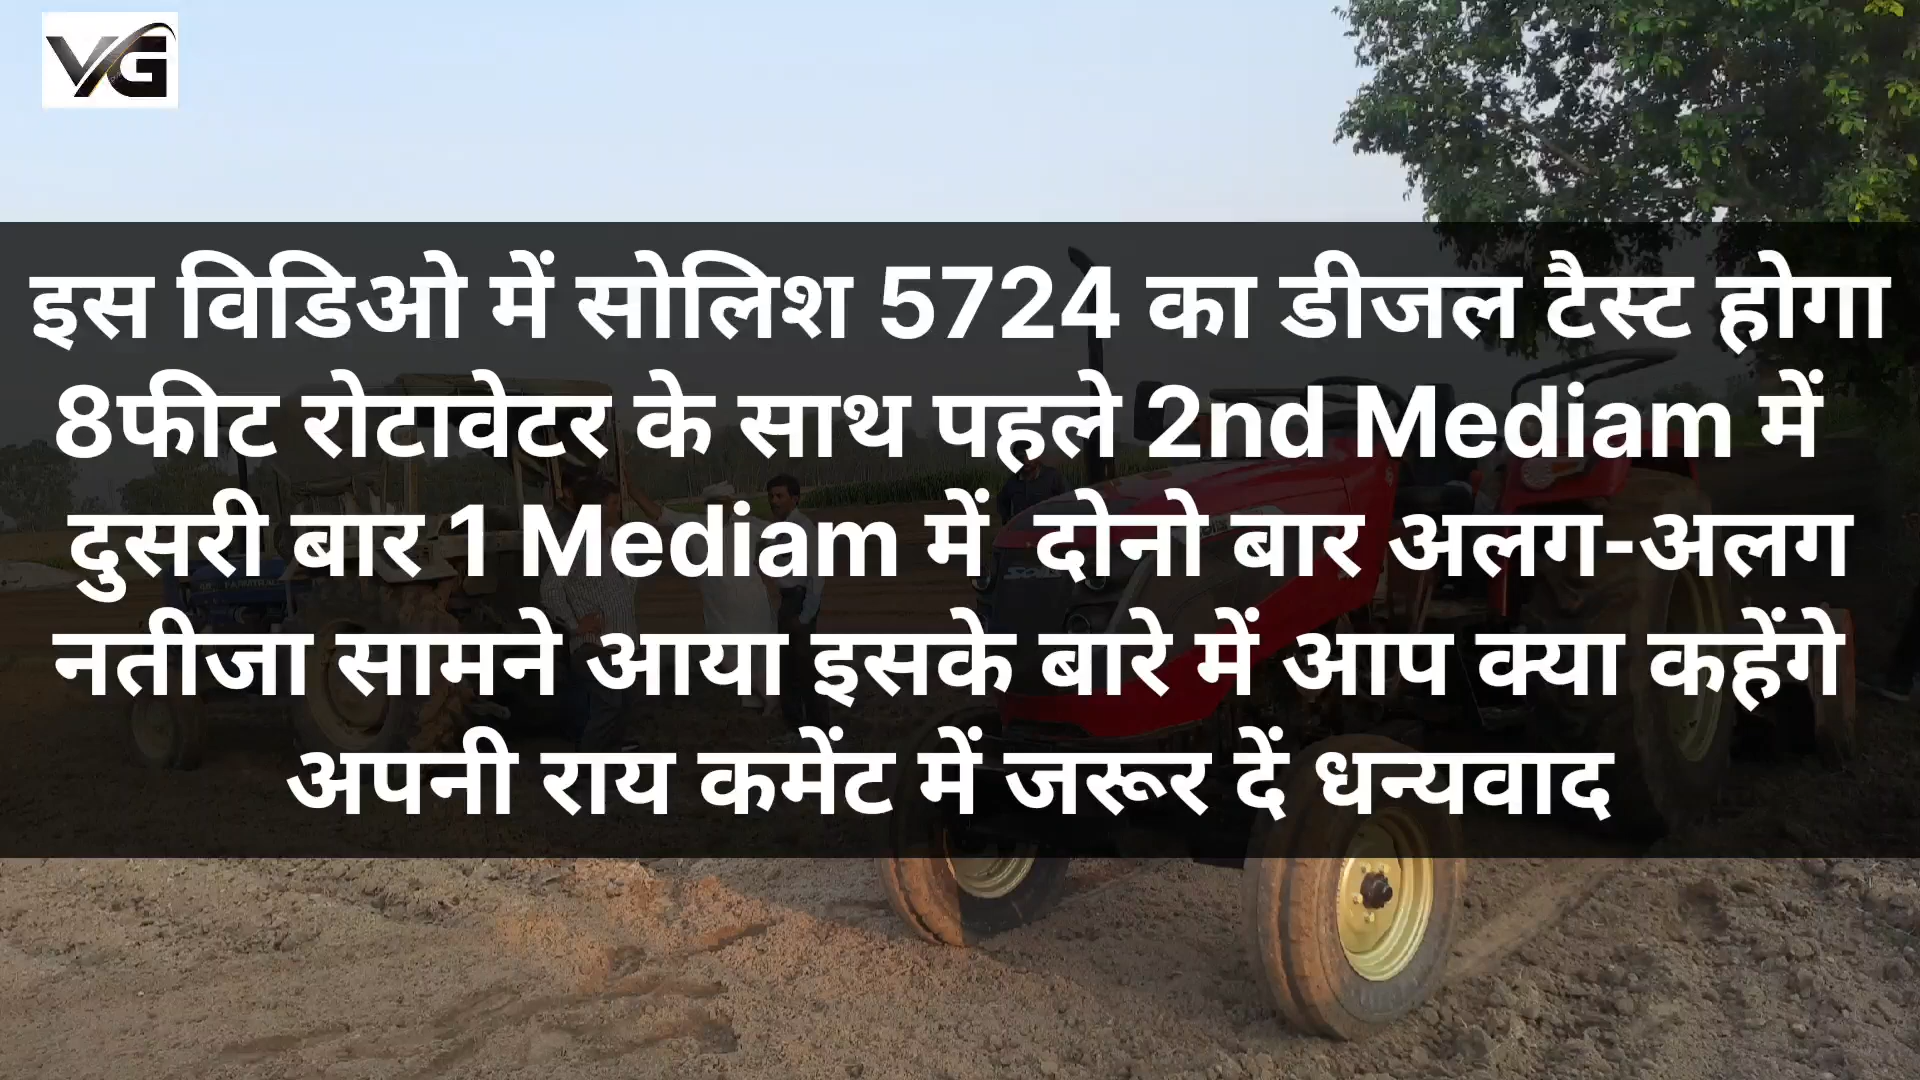 VG
इस विडिओ में सोलिश 5724 का डीजल टैस्ट होगा
8फीट रोटावेटर के साथ पहले 2nd Mediam में
दुसरी बार 1 Mediam में दोनो बार अलग-अलग
नतीजा सामने आया इसके बारे में आप क्या कहेंगे
अपनी राय कमेंट में जरूर दें धन्यवाद